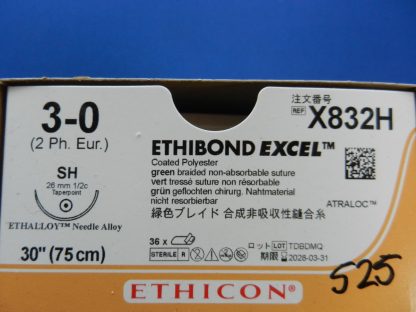 3-0
(2 Ph. Eur.)
SH
26 mm 1/2c
Taperpoint
ETHALLOY™ Needle Alloy
30" (75 cm)
注文番号
REF X832H
ETHIBOND EXCEL™
Coated Polyester
green braided non-absorbable suture
vert tressé suture non résorbable
grün geflochten chirurg. Nahtmaterial
nicht resorbierbar
緑色ブレイド 合成非吸収性縫合糸
ATRALOC™
36 x
STERILE R
ロット LOT TDBDMQ
期限 2026-03-31
525
ETHICON®